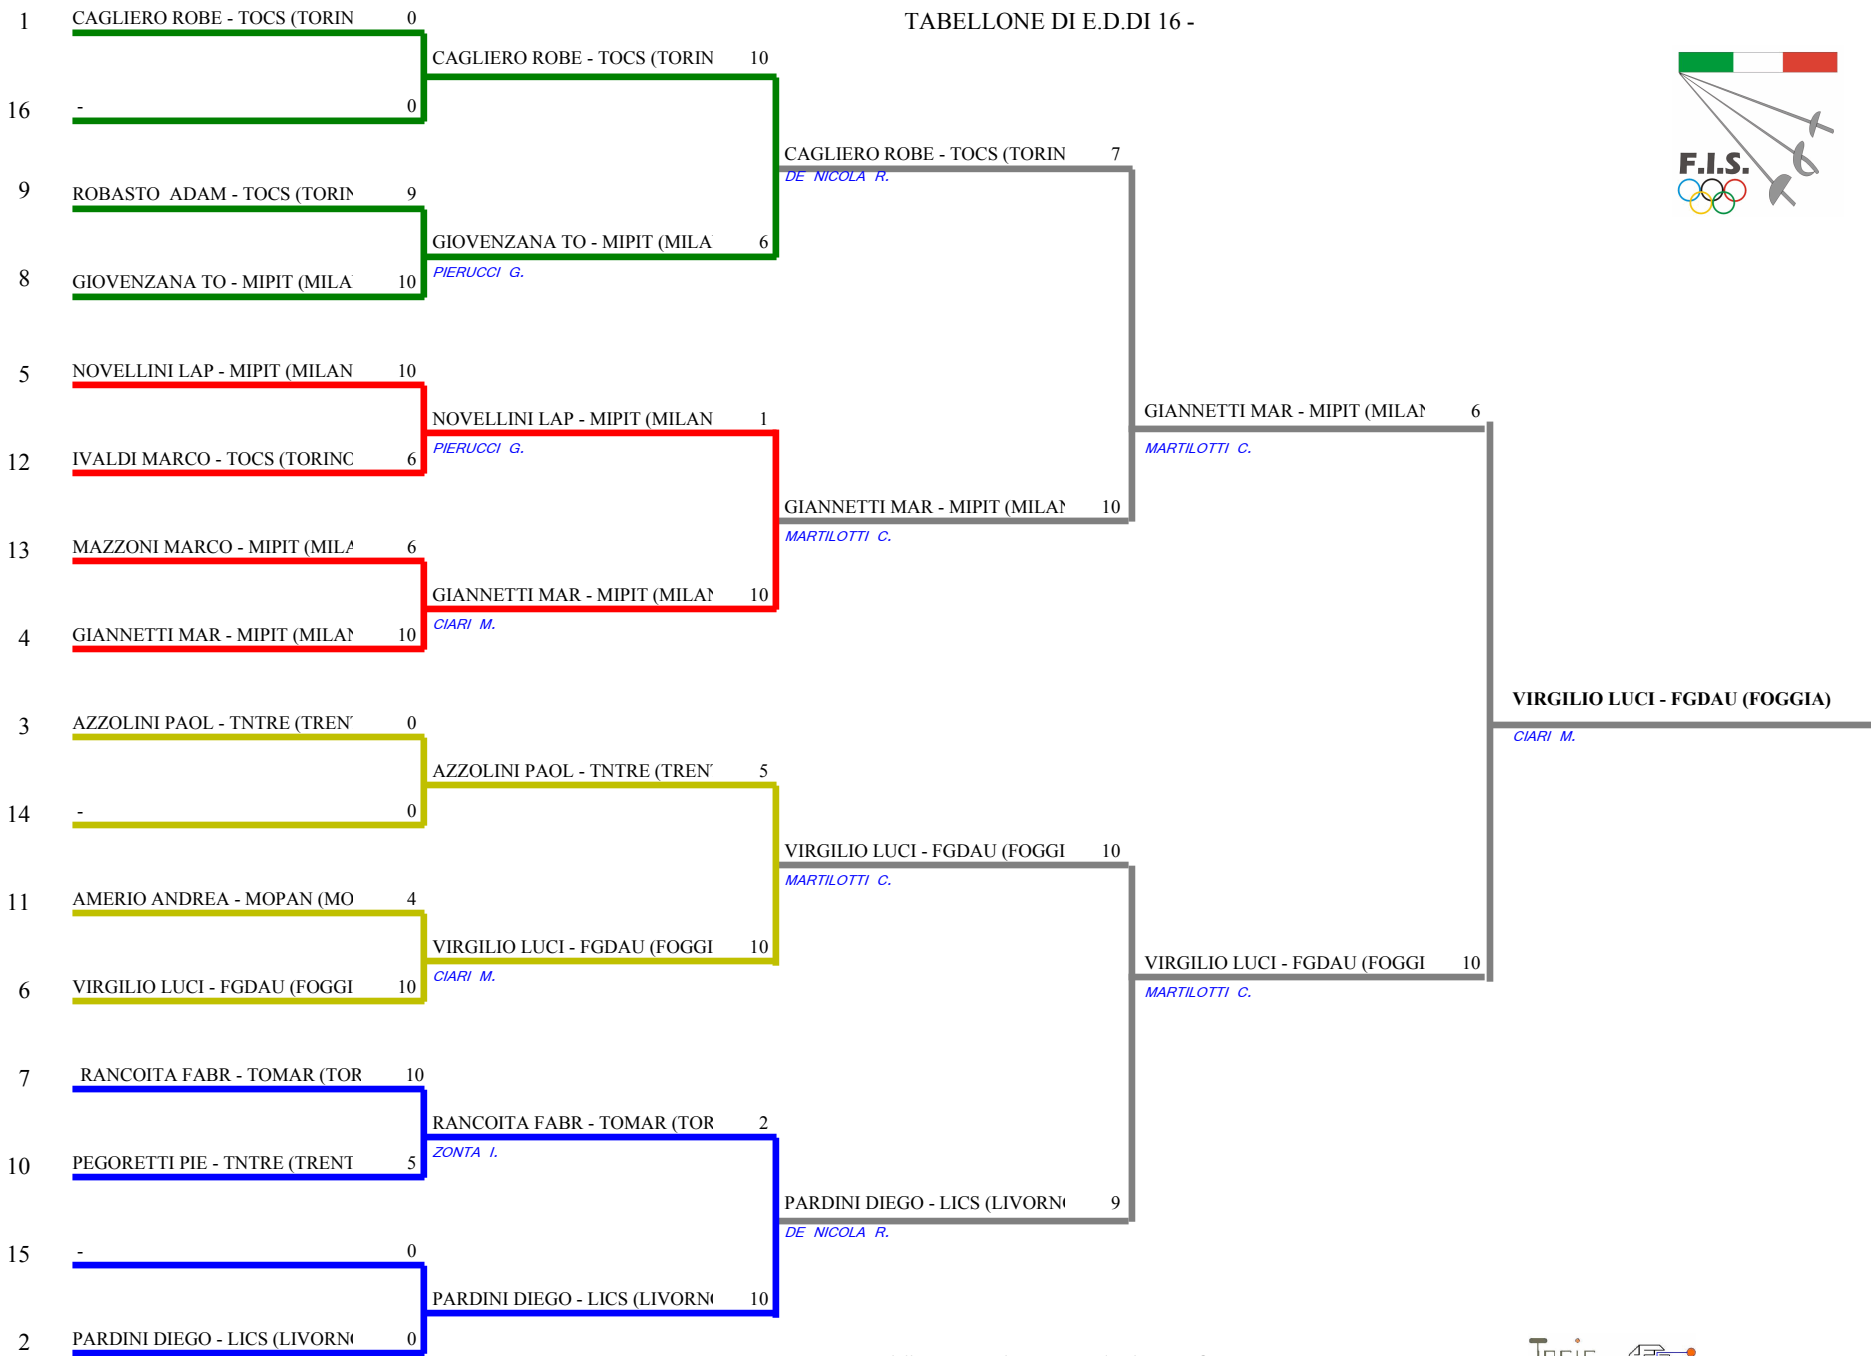 TABELLONE DI E.D.DI 16 -
F.I.S.
1 CAGLIERO ROBE - TOCS (TORIN 0
16 - 0
9 ROBASTO ADAM - TOCS (TORIN 9
8 GIOVENZANA TO - MIPIT (MILA 10
5 NOVELLINI LAP - MIPIT (MILAN 10
12 IVALDI MARCO - TOCS (TORINO 6
13 MAZZONI MARCO - MIPIT (MILA 6
4 GIANNETTI MAR - MIPIT (MILAN 10
3 AZZOLINI PAOL - TNTRE (TRENT 0
14 - 0
11 AMERIO ANDREA - MOPAN (MO 4
6 VIRGILIO LUCI - FGDAU (FOGGI 10
7 RANCOITA FABR - TOMAR (TOR 10
10 PEGORETTI PIE - TNTRE (TRENT 5
15 - 0
2 PARDINI DIEGO - LICS (LIVORNO 0
CAGLIERO ROBE - TOCS (TORIN 10
GIOVENZANA TO - MIPIT (MILA 6
PIERUCCI G.
NOVELLINI LAP - MIPIT (MILAN 1
PIERUCCI G.
GIANNETTI MAR - MIPIT (MILAN 10
CIARI M.
AZZOLINI PAOL - TNTRE (TRENT 5
VIRGILIO LUCI - FGDAU (FOGGI 10
CIARI M.
RANCOITA FABR - TOMAR (TOR 2
ZONTA I.
PARDINI DIEGO - LICS (LIVORNO 10
CAGLIERO ROBE - TOCS (TORIN 7
DE NICOLA R.
GIANNETTI MAR - MIPIT (MILAN 10
MARTILOTTI C.
VIRGILIO LUCI - FGDAU (FOGGI 10
MARTILOTTI C.
PARDINI DIEGO - LICS (LIVORNO 9
DE NICOLA R.
GIANNETTI MAR - MIPIT (MILAN 6
MARTILOTTI C.
VIRGILIO LUCI - FGDAU (FOGGI 10
MARTILOTTI C.
VIRGILIO LUCI - FGDAU (FOGGIA)
CIARI M.